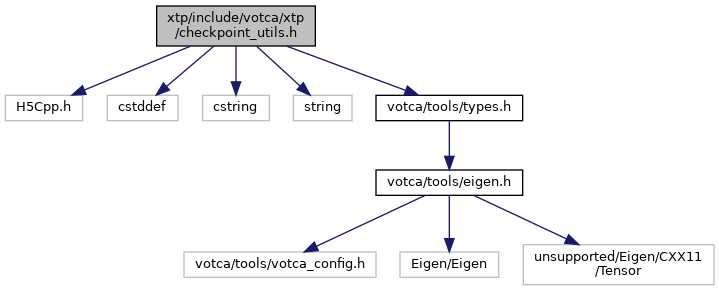 xtp/include/votca/xtp
/checkpoint_utils.h
H5Cpp.h
cstddef
cstring
string
votca/tools/types.h
votca/tools/eigen.h
votca/tools/votca_config.h
Eigen/Eigen
unsupported/Eigen/CXX11
/Tensor